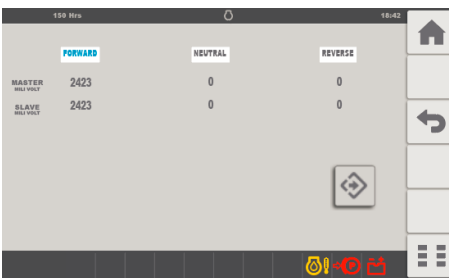 150 Hrs 18:42
FORWARD NEUTRAL REVERSE
MASTER 2423 0 0
MILI VOLT
SLAVE 2423 0 0
MILI VOLT